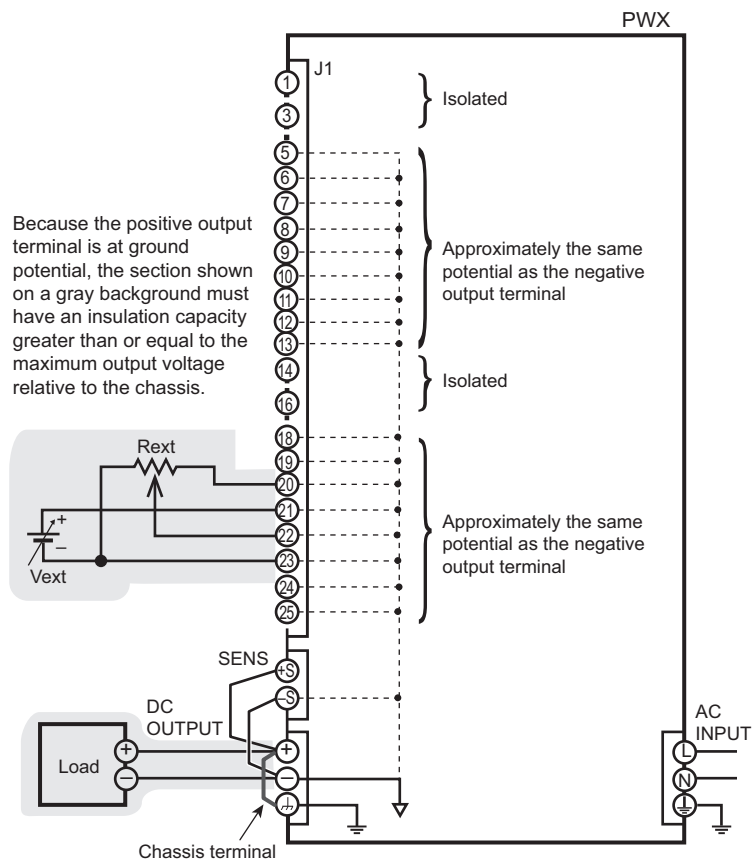 PWX
J1
1
3
Isolated
5
6
7
8
9
10
11
12
13
Because the positive output
terminal is at ground
potential, the section shown
on a gray background must
have an insulation capacity
greater than or equal to the
maximum output voltage
relative to the chassis.
Approximately the same
potential as the negative
output terminal
14
16
Isolated
18
19
20
21
22
23
24
25
Rext
+
−
Vext
Approximately the same
potential as the negative
output terminal
SENS
+S
–S
DC
OUTPUT
Load
+
−
+
−
Chassis terminal
AC
INPUT
L
N